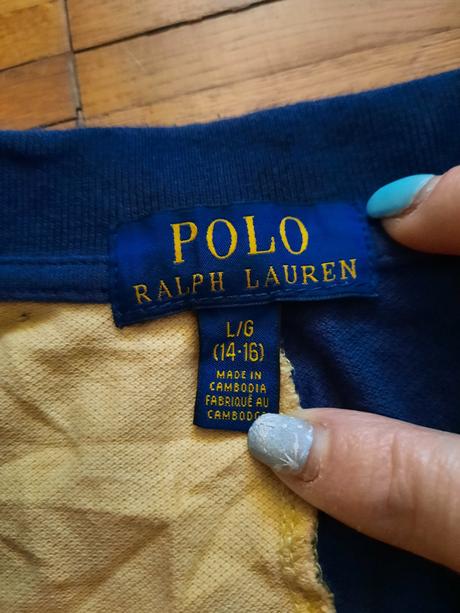 POLO
RALPH LAUREN
L/G
(14-16)
MADE IN
CAMBODIA
FABRIQUÉ AU
CAMBODGE